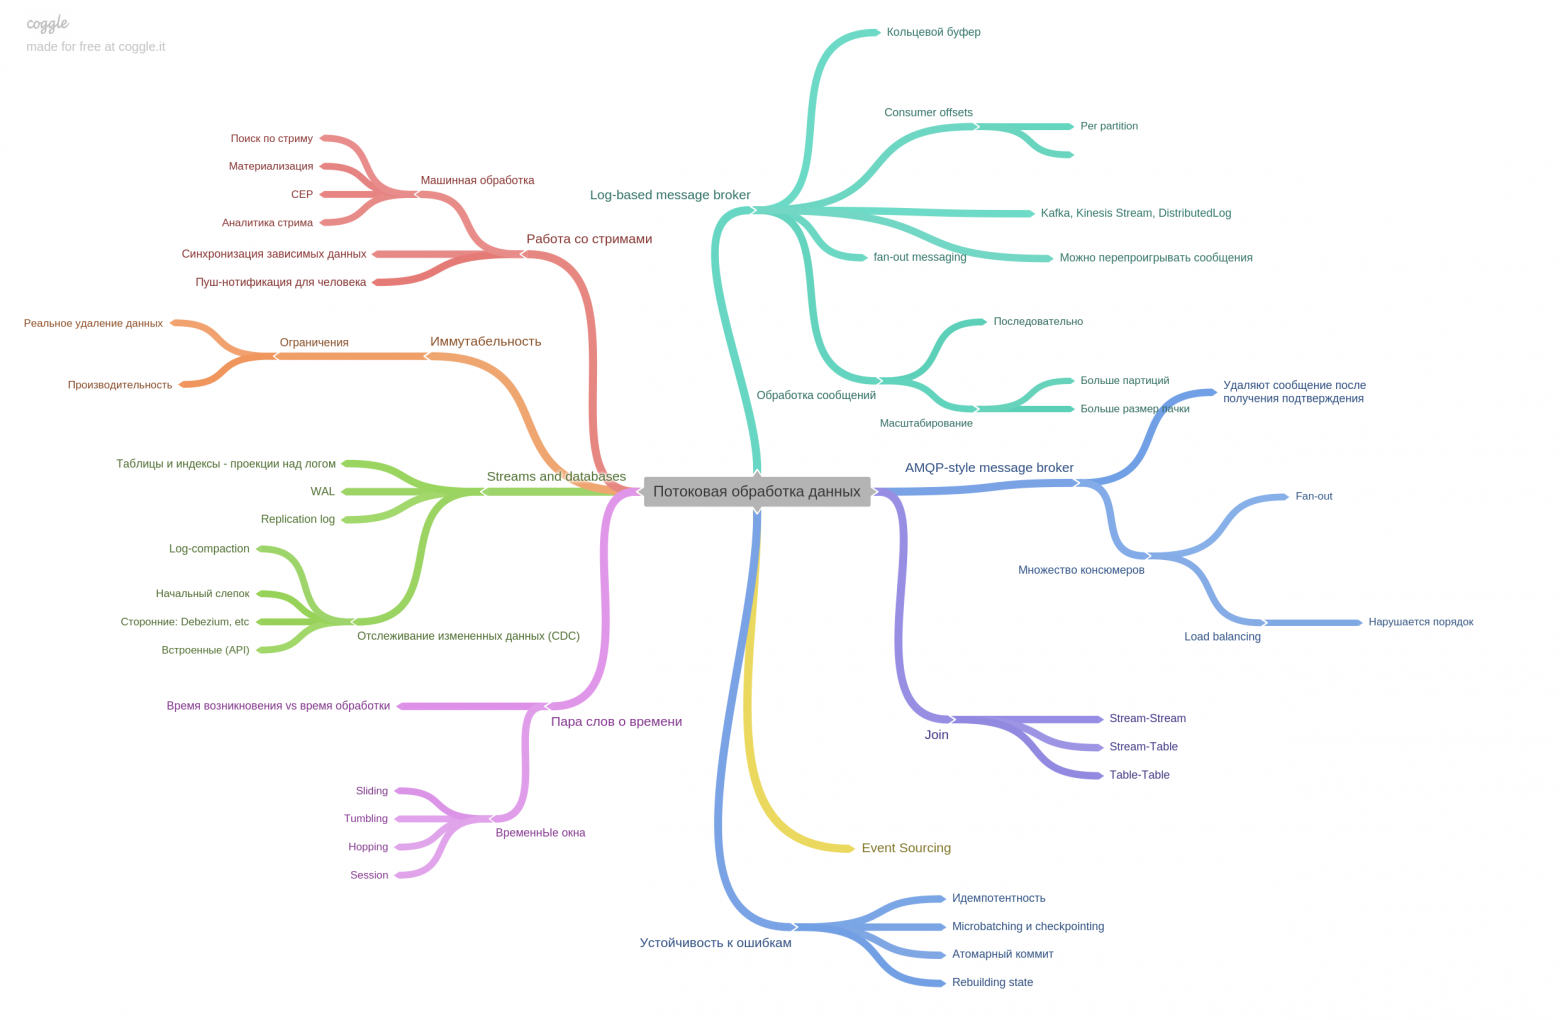 coggle
made for free at coggle.it
Кольцевой буфер
Consumer offsets
Per partition
Log-based message broker
Kafka, Kinesis Stream, DistributedLog
fan-out messaging
Можно перепроигрывать сообщения
Последовательно
Обработка сообщений
Больше партиций
Больше размер пачки
Масштабирование
Поиск по стриму
Материализация
CEP
Аналитика стрима
Машинная обработка
Работа со стримами
Синхронизация зависимых данных
Пуш-нотификация для человека
Реальное удаление данных
Ограничения
Иммутабельность
Производительность
Таблицы и индексы - проекции над логом
Streams and databases
WAL
Replication log
Log-compaction
Начальный слепок
Сторонние: Debezium, etc
Встроенные (API)
Отслеживание измененных данных (CDC)
Потоковая обработка данных
Удаляют сообщение после
получения подтверждения
AMQP-style message broker
Fan-out
Множество консюмеров
Load balancing
Нарушается порядок
Время возникновения vs время обработки
Пара слов о времени
Sliding
Tumbling
Hopping
Session
ВременнЫе окна
Join
Stream-Stream
Stream-Table
Table-Table
Event Sourcing
Устойчивость к ошибкам
Идемпотентность
Microbatching и checkpointing
Атомарный коммит
Rebuilding state